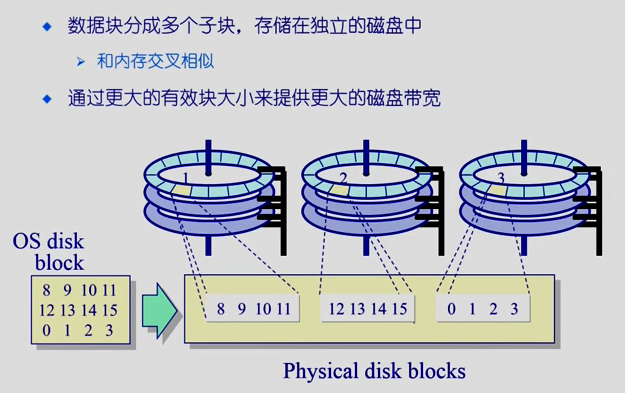 数据块分成多个子块，存储在独立的磁盘中
和内存交叉相似
通过更大的有效块大小来提供更大的磁盘带宽
1 2 3
OS disk
block
8 9 10 11
12 13 14 15
0 1 2 3
8 9 10 11
12 13 14 15
0 1 2 3
Physical disk blocks